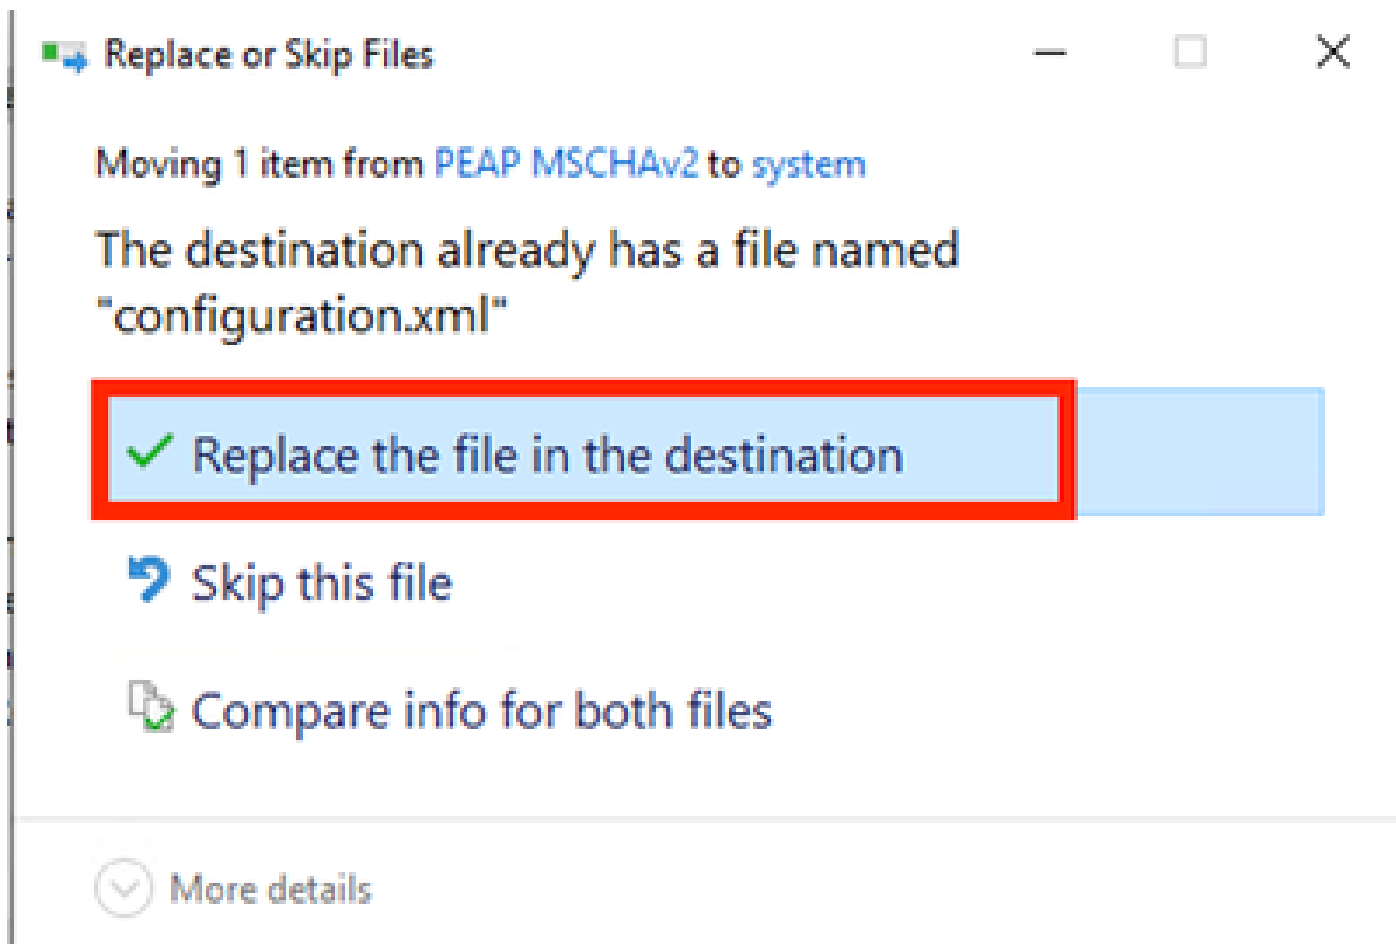 Replace or Skip Files
Moving 1 item from PEAP MSCHAv2 to system
The destination already has a file named
"configuration.xml"
Replace the file in the destination
Skip this file
Compare info for both files
More details